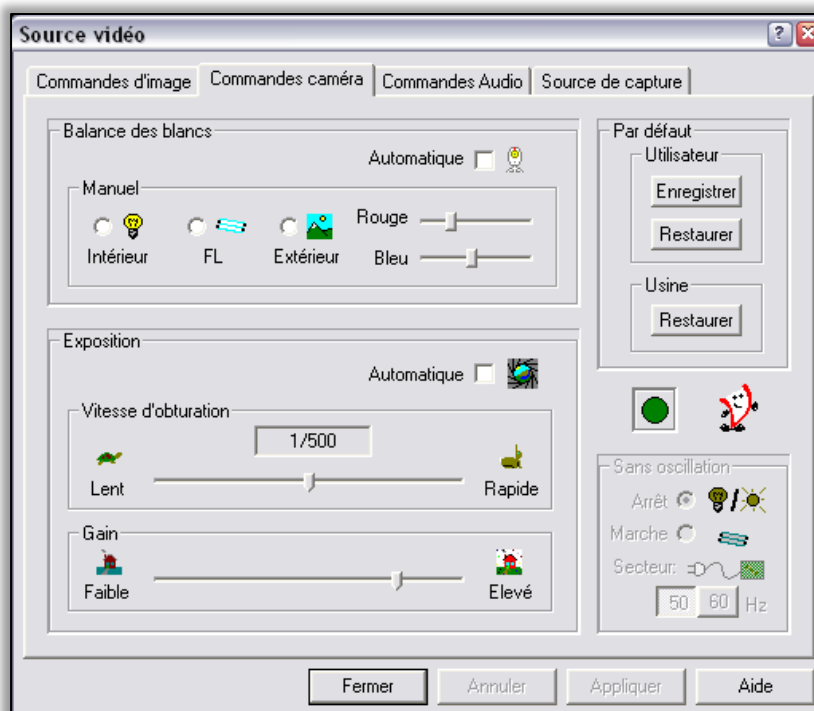 Source vidéo
Commandes d'image
Commandes caméra
Commandes Audio
Source de capture
Balance des blancs
Automatique
Manuel
Intérieur
FL
Extérieur
Rouge
Bleu
Exposition
Automatique
Vitesse d'obturation
1/500
Lent
Rapide
Gain
Faible
Elevé
Par défaut
Utilisateur
Enregistrer
Restaurer
Usine
Restaurer
Sans oscillation
Arrêt
Marche
Secteur:
50 60 Hz
Fermer
Annuler
Appliquer
Aide